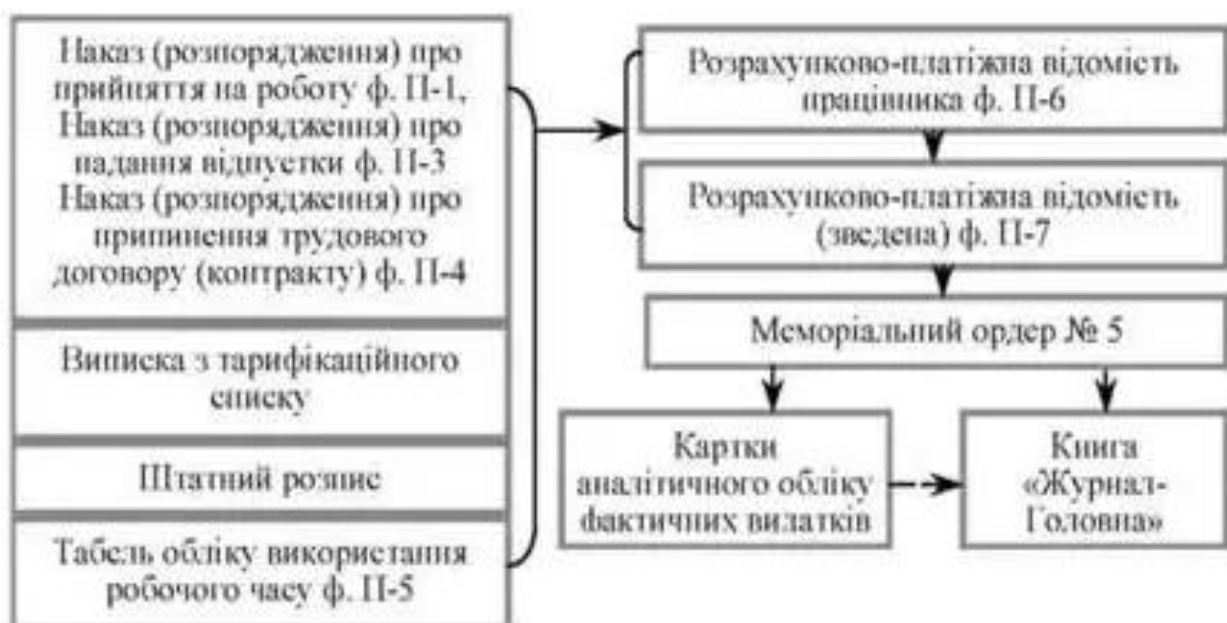 Наказ (розпорядження) про
прийняття на роботу ф. П-1,
Наказ (розпорядження) про
надання відпустки ф. П-3
Наказ (розпорядження) про
припинення трудового
договору (контракту) ф. П-4
Виписка з тарифікаційного
списку
Штатний розпис
Табель обліку використання
робочого часу ф. П-5
Розрахунково-платіжна відомість
працівника ф. П-6
Розрахунково-платіжна відомість
(зведена) ф. П-7
Меморіальний ордер № 5
Картки
аналітичного обліку
фактичних видатків
Книга
«Журнал-
Головна»